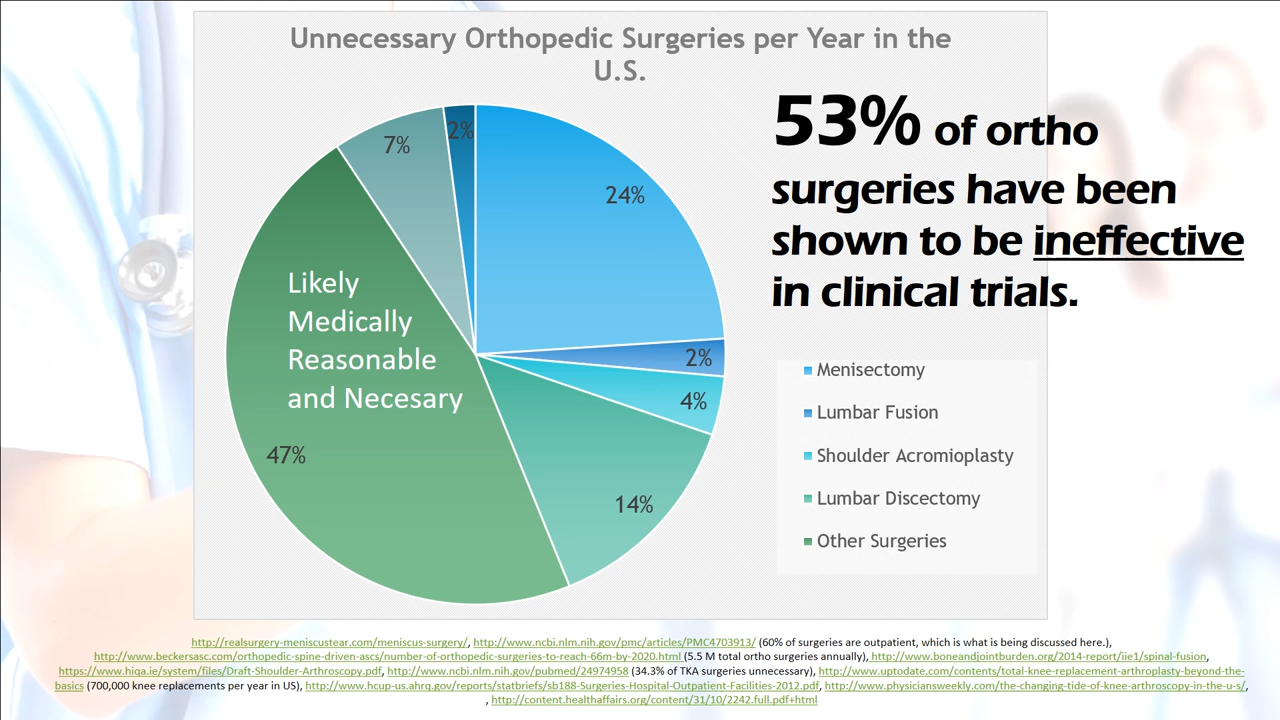 Unnecessary Orthopedic Surgeries per Year in the
U.S.
53% of ortho
surgeries have been
shown to be ineffective
in clinical trials.
2%
7%
24%
Likely
Medically
Reasonable
and Necesary
2%
4%
47%
14%
Menisectomy
Lumbar Fusion
Shoulder Acromioplasty
Lumbar Discectomy
Other Surgeries
http://realsurgery-meniscustear.com/meniscus-surgery/, http://www.ncbi.nlm.nih.gov/pmc/articles/PMC4703913/ (60% of surgeries are outpatient, which is what is being discussed here.),
http://www.beckersasc.com/orthopedic-spine-driven-ascs/number-of-orthopedic-surgeries-to-reach-66m-by-2020.html (5.5 M total ortho surgeries annually), http://www.boneandjointburden.org/2014-report/iie1/spinal-fusion,
https://www.hiqa.ie/system/files/Draft-Shoulder-Arthroscopy.pdf, http://www.ncbi.nlm.nih.gov/pubmed/24974958 (34.3% of TKA surgeries unnecessary), http://www.uptodate.com/contents/total-knee-replacement-arthroplasty-beyond-the-
basics (700,000 knee replacements per year in US), http://www.hcup-us.ahrq.gov/reports/statbriefs/sb188-Surgeries-Hospital-Outpatient-Facilities-2012.pdf, http://www.physiciansweekly.com/the-changing-tide-of-knee-arthroscopy-in-the-u-s/,
, http://content.healthaffairs.org/content/31/10/2242.full.pdf+html